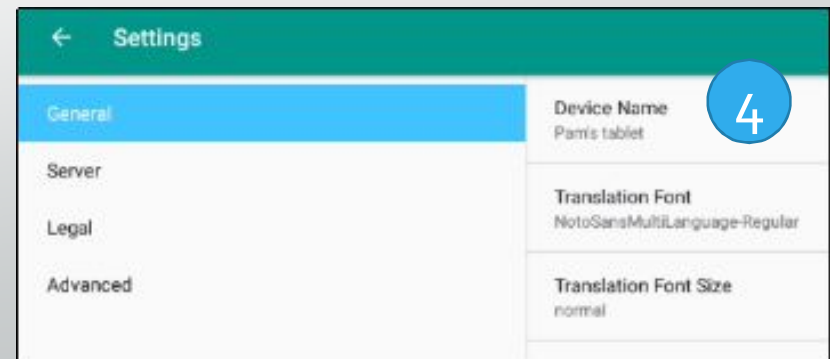 ← Settings
General
Server
Legal
Advanced
Device Name
Pam's tablet
4
Translation Font
NotoSansMultiLanguage-Regular
Translation Font Size
normal